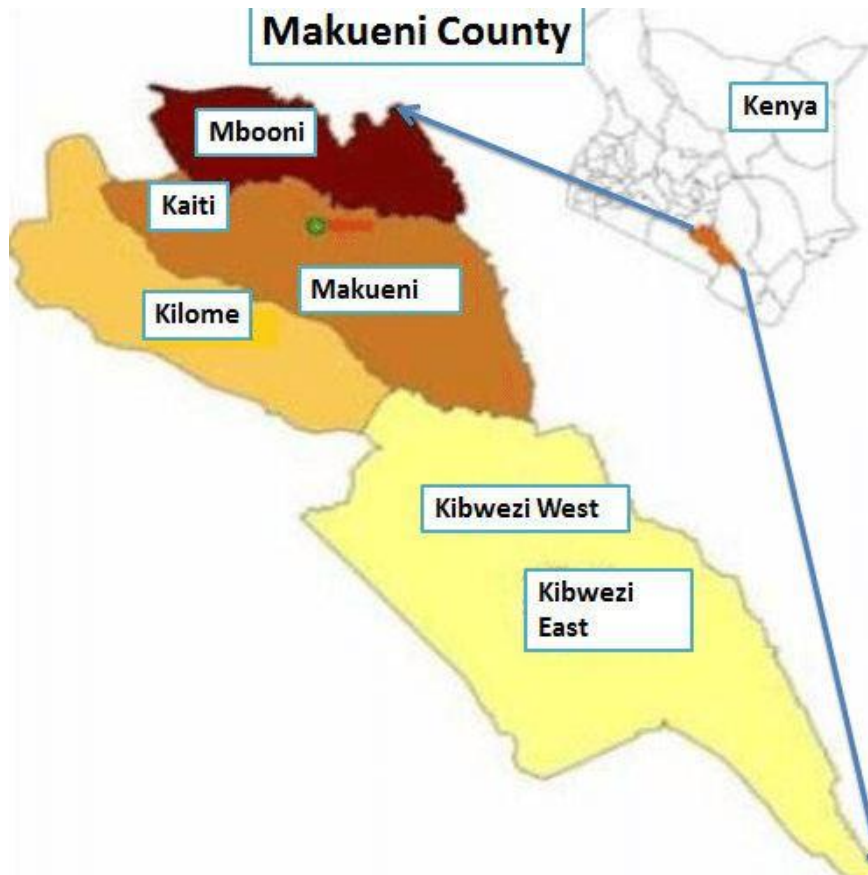 Makueni County
Kenya
Mbooni
Kaiti
Makueni
Kilome
Kibwezi West
Kibwezi
East